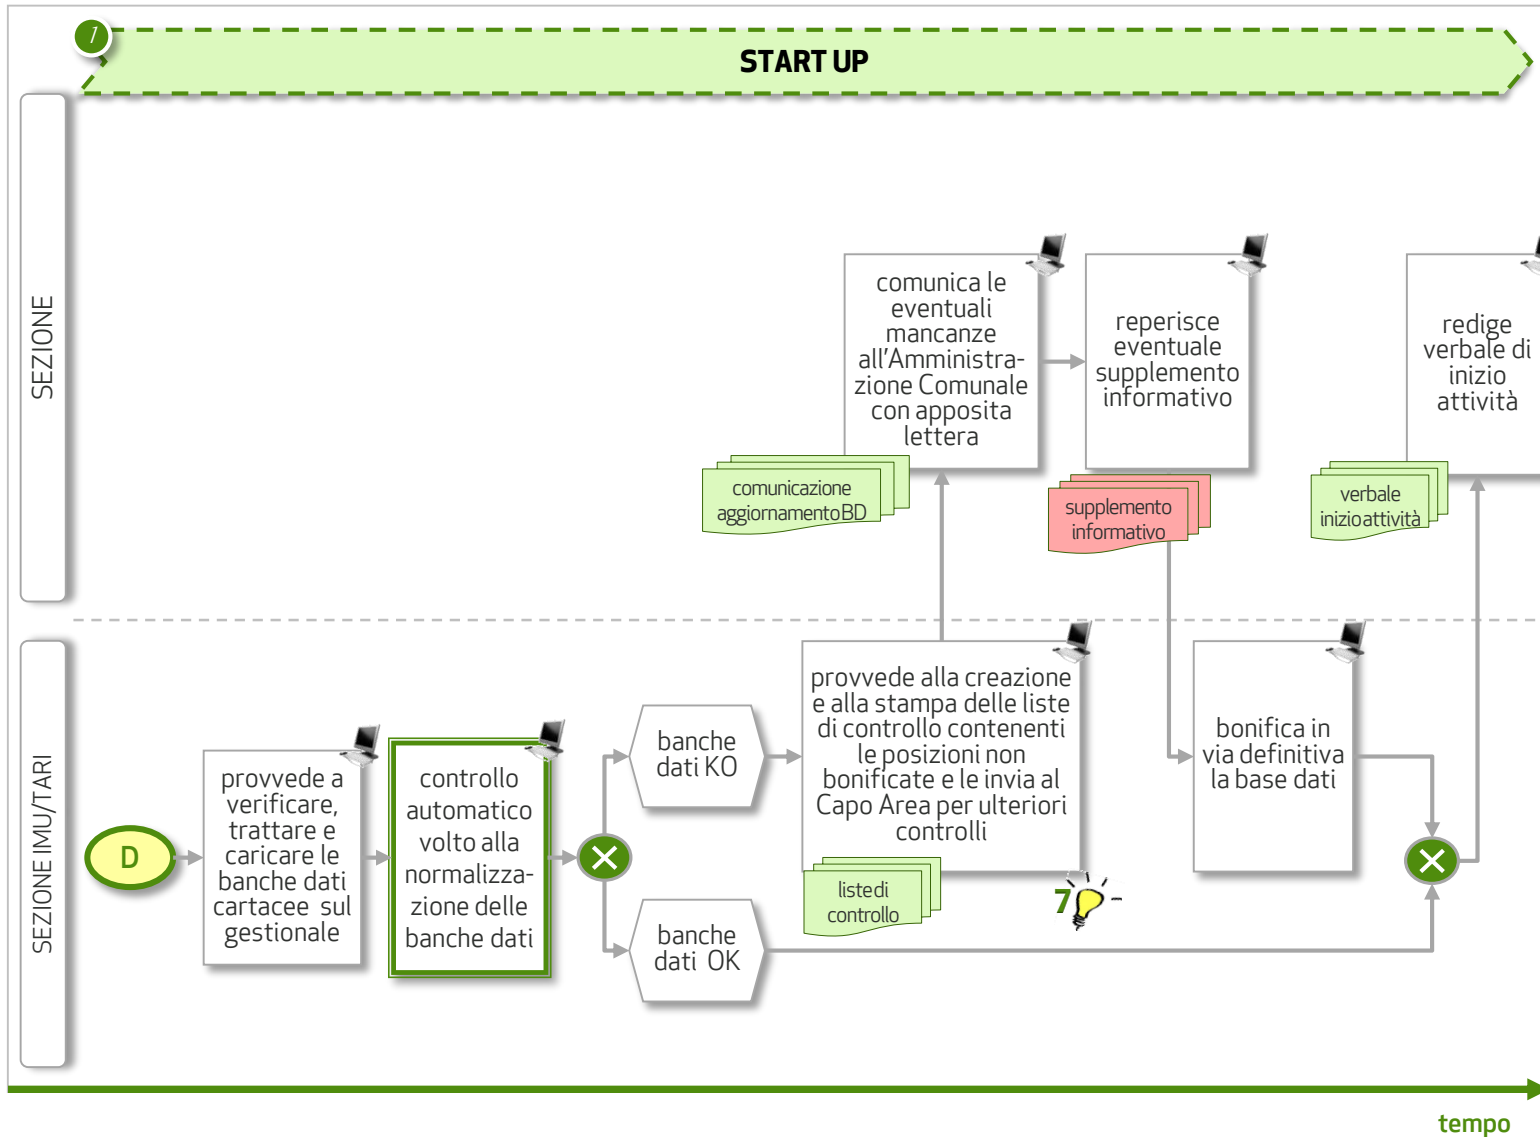 1
START UP
SEZIONE
comunica le
eventuali
mancanze
all'Amministra-
zione Comunale
con apposita
lettera
reperisce
eventuale
supplemento
informativo
redige
verbale di
inizio
attività
comunicazione
aggiornamento BD
supplemento
informativo
verbale
inizio attività
SEZIONE IMU/TARI
D
provvede a
verificare,
trattare e
caricare le
banche dati
cartacee sul
gestionale
controllo
automatico
volto alla
normalizza-
zione delle
banche dati
banche
dati KO
banche
dati OK
provvede alla creazione
e alla stampa delle liste
di controllo contenenti
le posizioni non
bonificate e le invia al
Capo Area per ulteriori
controlli
liste di
controllo
7
bonifica in
via definitiva
la base dati
tempo